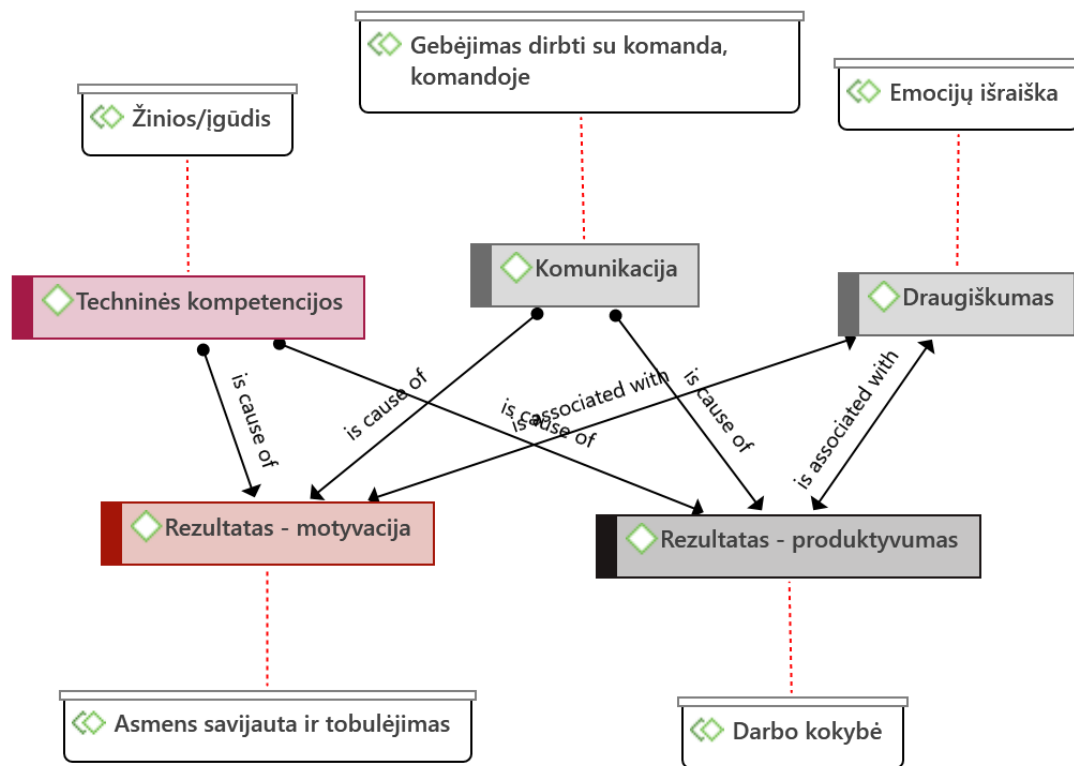 Gebėjimas dirbti su komanda,
komandoje
Emocijų išraiška
Žinios/įgūdis
Komunikacija
Techninės kompetencijos
Draugiškumas
is cause of
is cause of
is cause of
is associated with
is cause of
is associated with
Rezultatas - motyvacija
Rezultatas - produktyvumas
Asmens savijauta ir tobulėjimas
Darbo kokybė